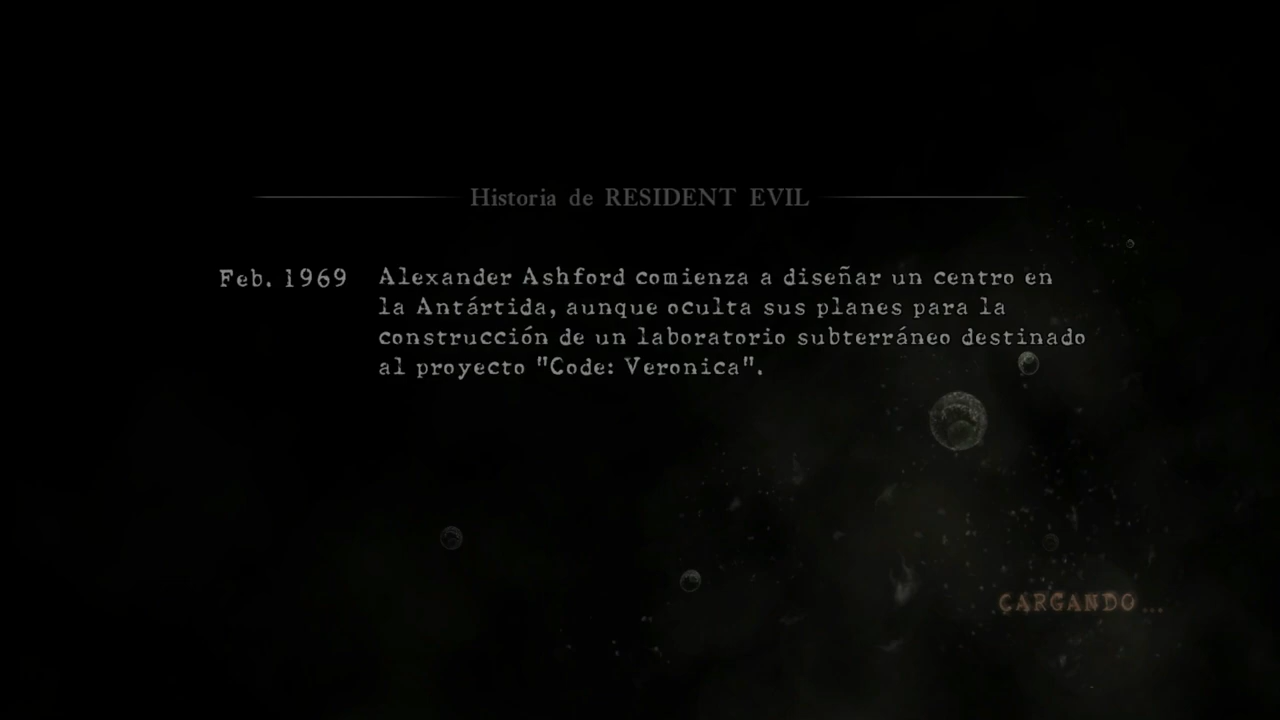 Historia de RESIDENT EVIL
Feb. 1969 Alexander Ashford comienza a diseñar un centro en
la Antártida, aunque oculta sus planes para la
construcción de un laboratorio subterráneo destinado
al proyecto "Code: Veronica".
CARGANDO...